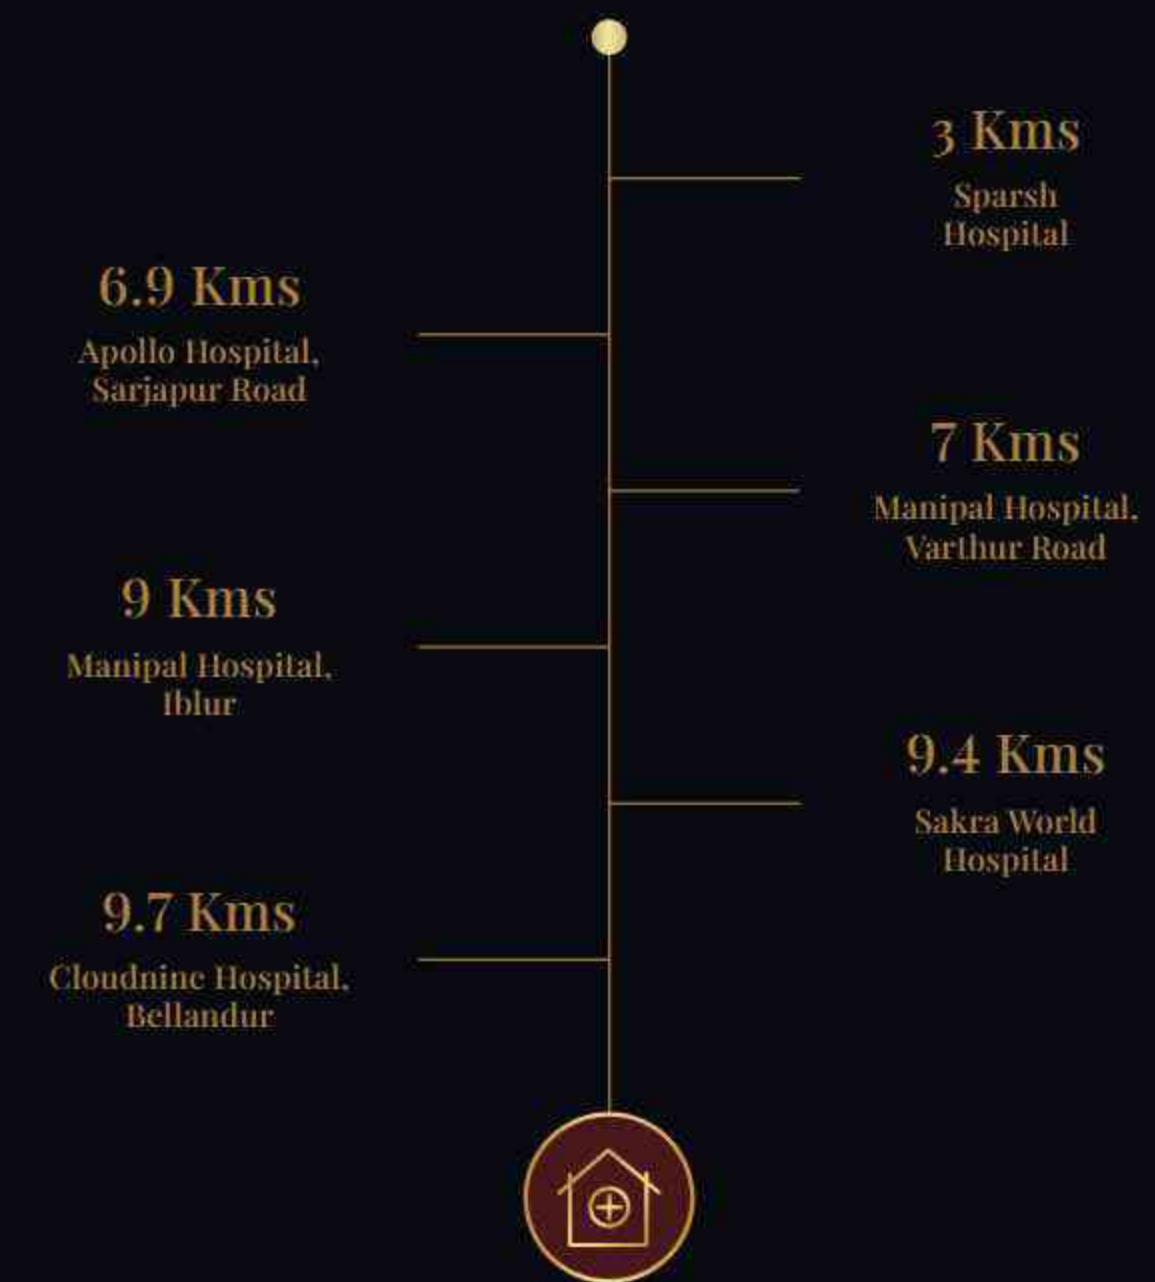 3 Kms
Sparsh
Hospital
6.9 Kms
Apollo Hospital,
Sarjapur Road
7 Kms
Manipal Hospital,
Varthur Road
9 Kms
Manipal Hospital,
Iblur
9.4 Kms
Sakra World
Hospital
9.7 Kms
Cloudnine Hospital,
Bellandur